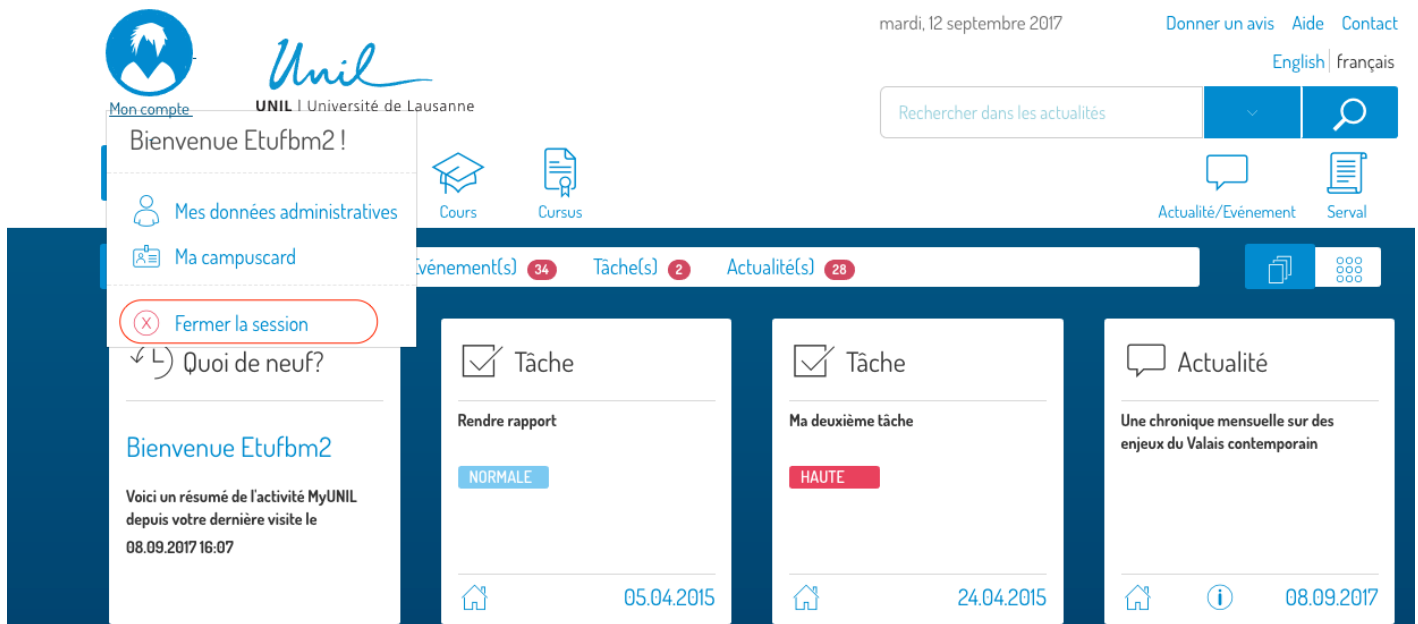 mardi, 12 septembre 2017
Donner un avis Aide Contact
English français
Unil
UNIL | Université de Lausanne
Mon compte
Rechercher dans les actualités
Bienvenue Etufbm2 !
Mes données administratives
Ma campuscard
Fermer la session
Cours
Cursus
Actualité/Evénement
Serval
vénement(s) 34
Tâche(s) 2
Actualité(s) 28
Quoi de neuf?
Bienvenue Etufbm2
Voici un résumé de l'activité MyUNIL
depuis votre dernière visite le
08.09.2017 16:07
Tâche
Rendre rapport
NORMALE
05.04.2015
Tâche
Ma deuxième tâche
HAUTE
24.04.2015
Actualité
Une chronique mensuelle sur des
enjeux du Valais contemporain
08.09.2017